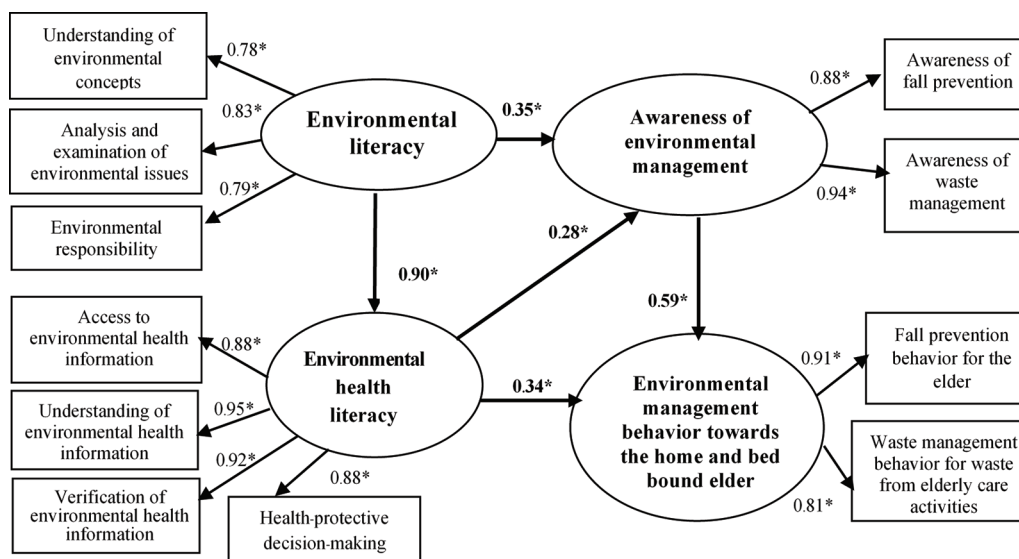 Understanding of
environmental
concepts
0.78*
Analysis and
examination of
environmental issues
0.83*
Environmental
responsibility
0.79*
Environmental
literacy
0.35*
Awareness of
environmental
management
0.88*
Awareness of
fall prevention
0.94*
Awareness of
waste
management
0.90*
0.28*
0.59*
Access to
environmental health
information
0.88*
Understanding of
environmental health
information
0.95*
Verification of
environmental health
information
0.92*
Health-protective
decision-making
0.88*
Environmental
health
literacy
0.34*
Environmental
management
behavior towards
the home and bed
bound elder
0.91*
Fall prevention
behavior for the
elder
0.81*
Waste management
behavior for waste
from elderly care
activities